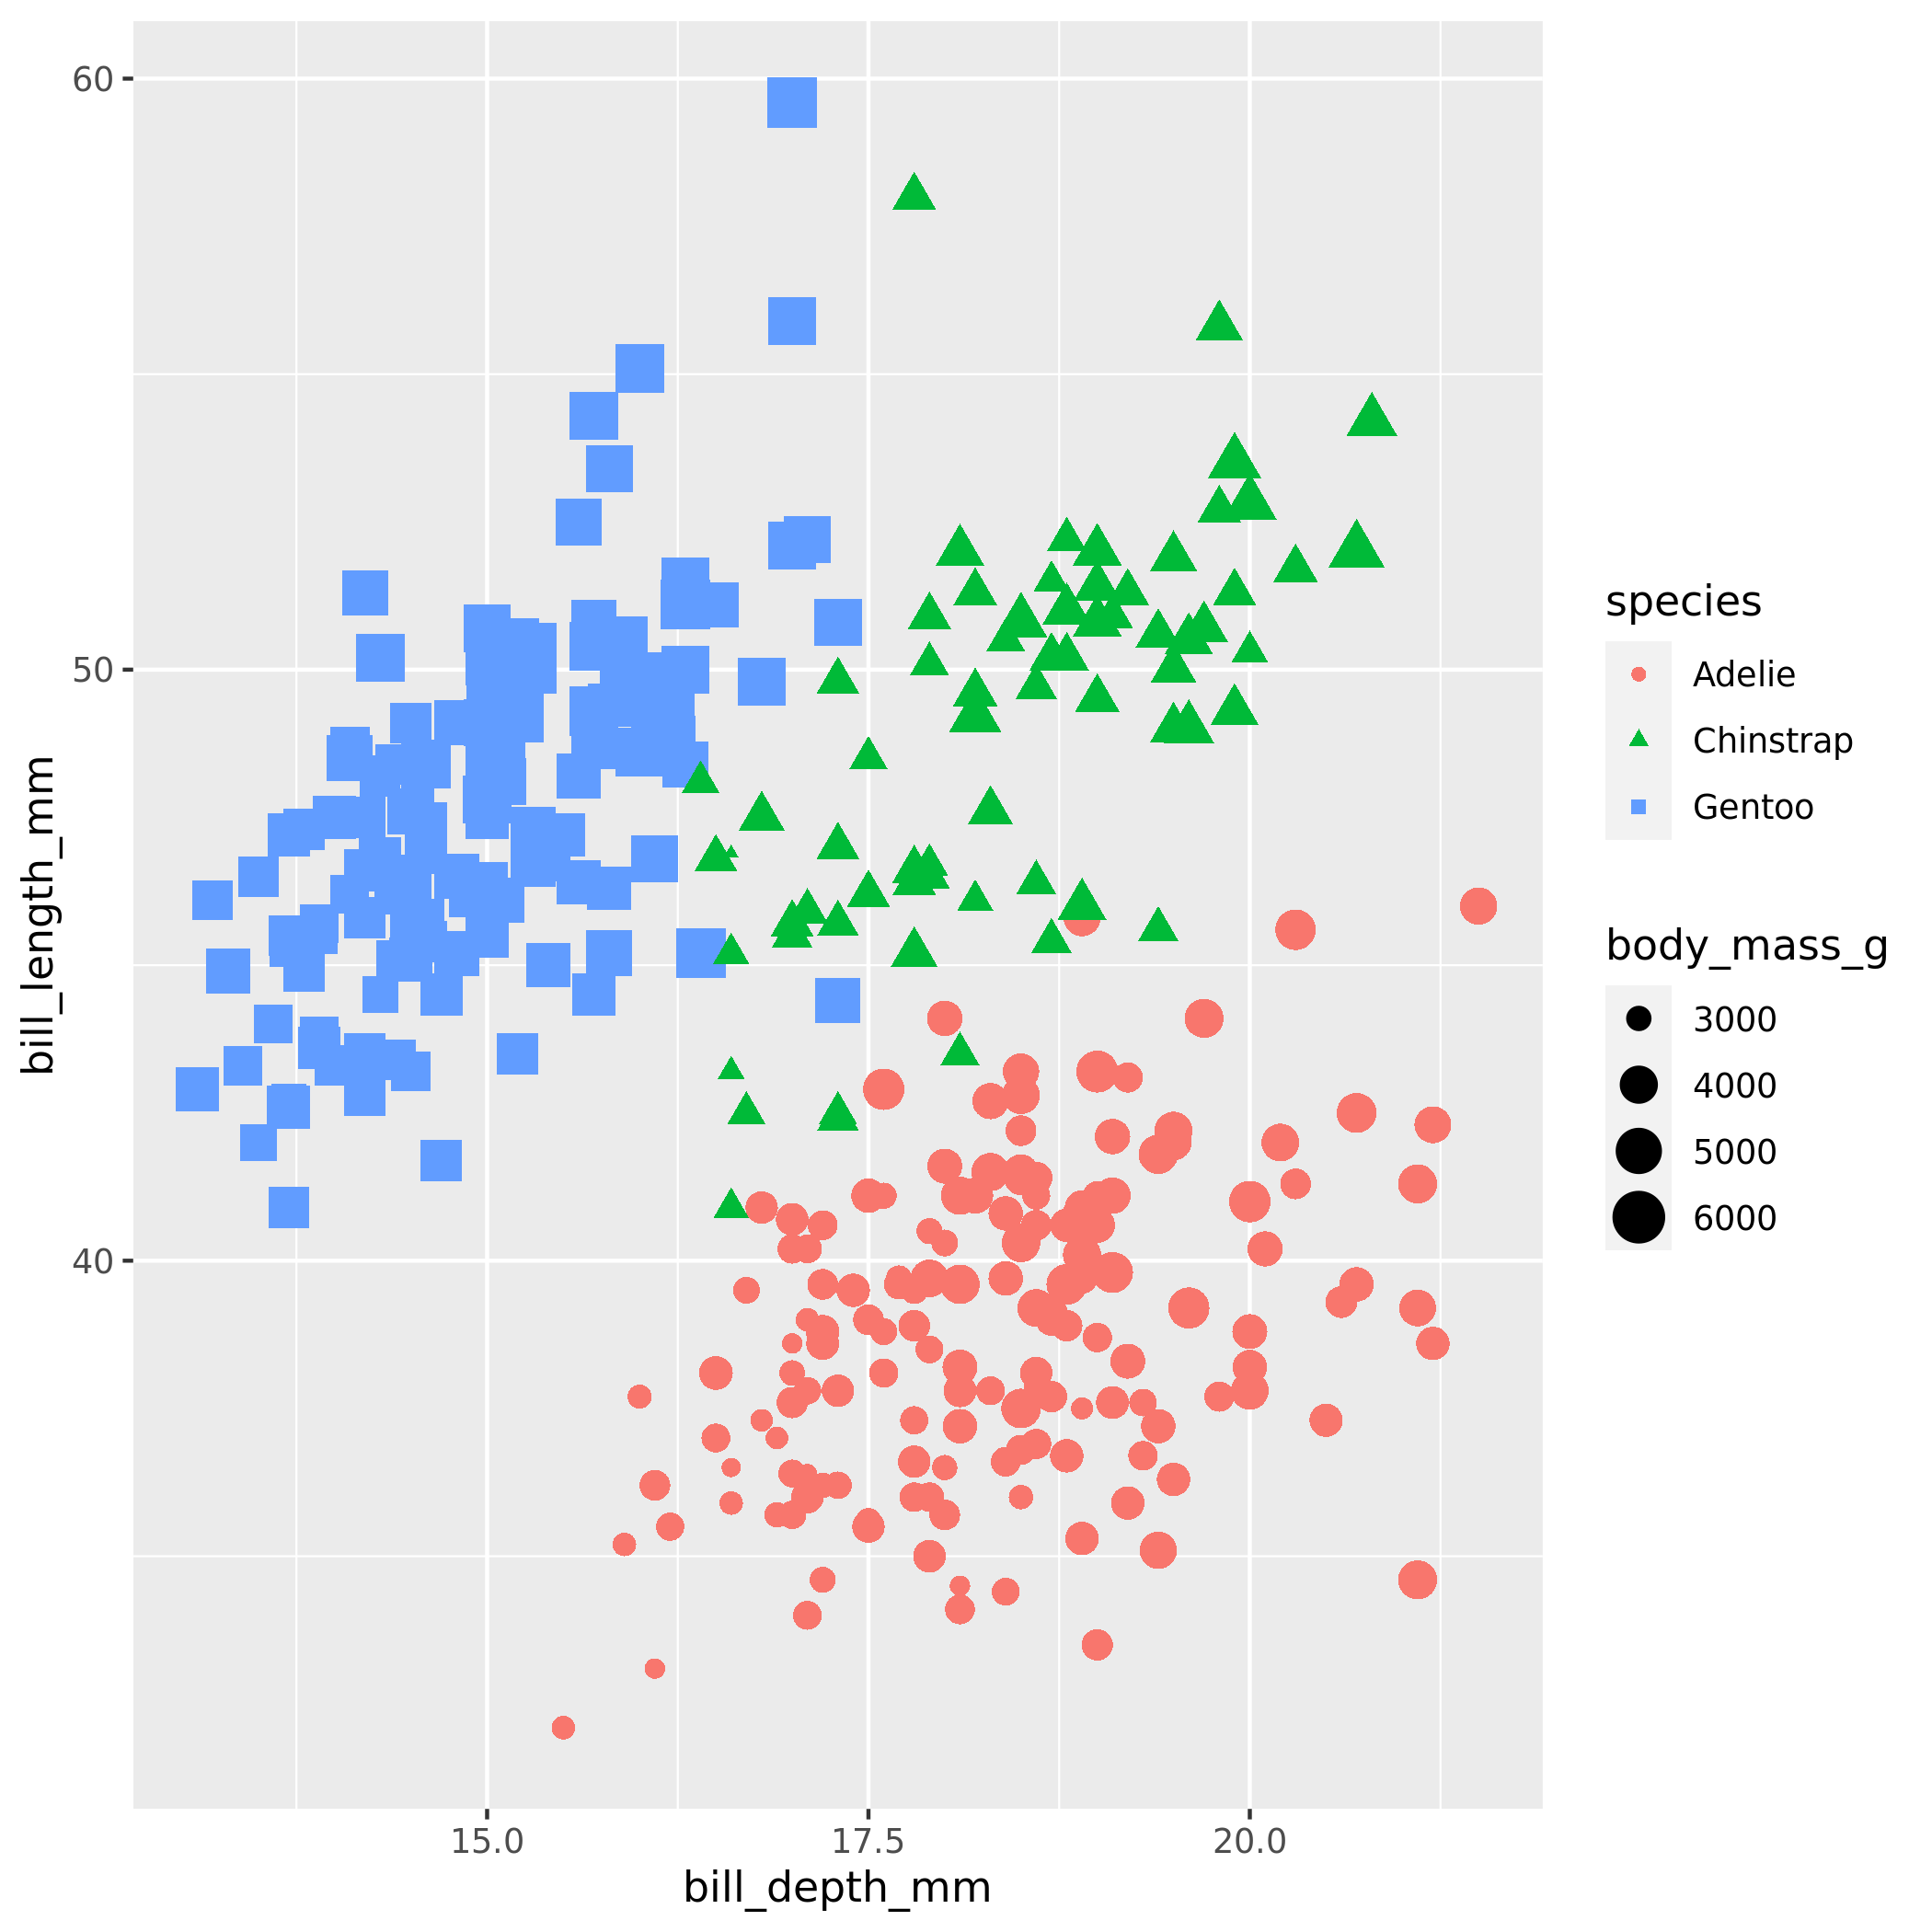 60
50
40
bill_length_mm
15.0
17.5
20.0
bill_depth_mm
species
Adelie
Chinstrap
Gentoo
body_mass_g
3000
4000
5000
6000